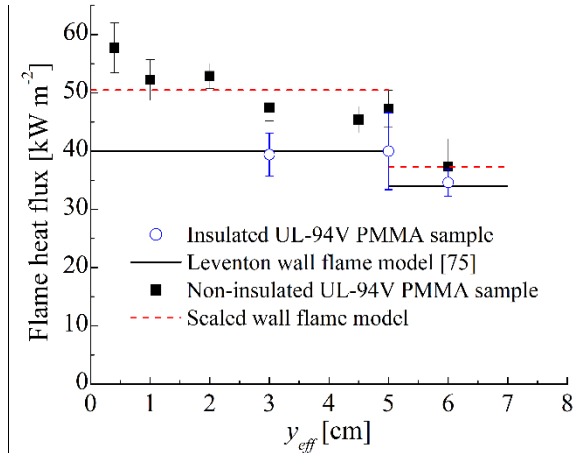 Flame heat flux [kW m-2]
60
50
40
30
20
10
0
Insulated UL-94V PMMA sample
Leventon wall flame model [75]
Non-insulated UL-94V PMMA sample
Scaled wall flame model
0 1 2 3 4 5 6 7 8
yeff [cm]